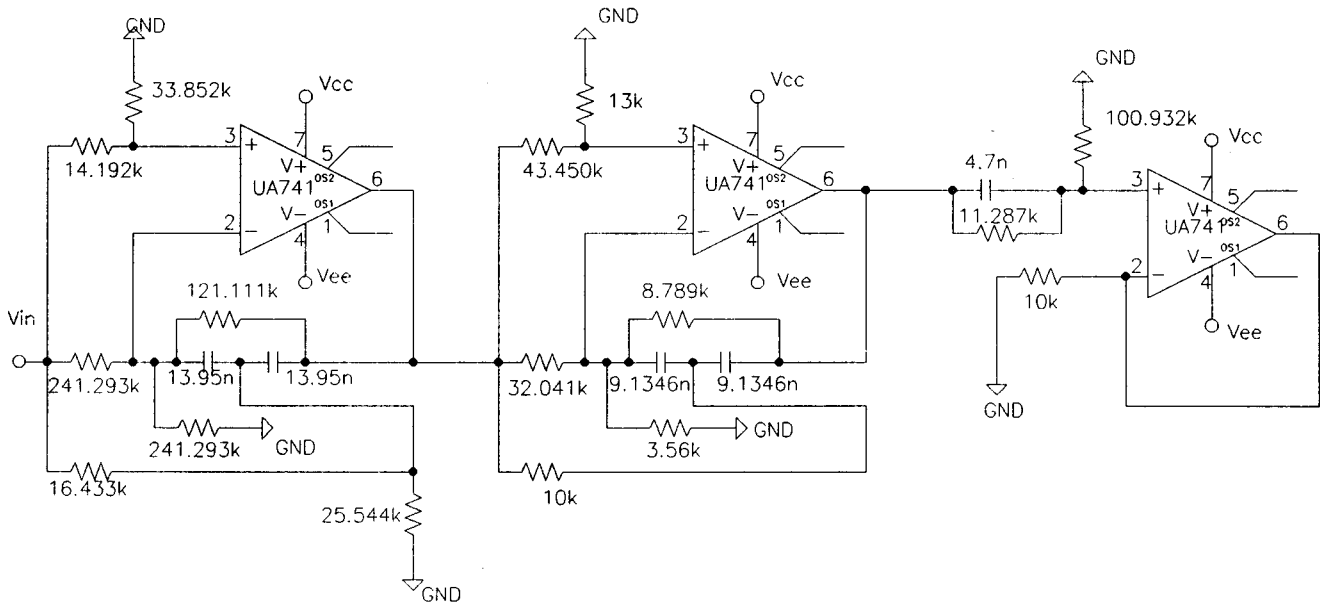 GND
33.852k
14.192k
Vcc
3
+
7
V+
5
OS2
UA741
6
V-
OS1
1
2
-
4
Vee
121.111k
Vin
241.293k
13.95n
13.95n
241.293k
GND
16.433k
25.544k
GND
GND
13k
43.450k
Vcc
3
+
7
V+
5
OS2
UA741
6
V-
OS1
1
2
-
4
Vee
8.789k
32.041k
9.1346n
9.1346n
3.56k
GND
10k
GND
100.932k
4.7n
11.287k
Vcc
3
+
7
V+
5
OS2
UA741
6
V-
OS1
1
2
-
4
Vee
10k
GND